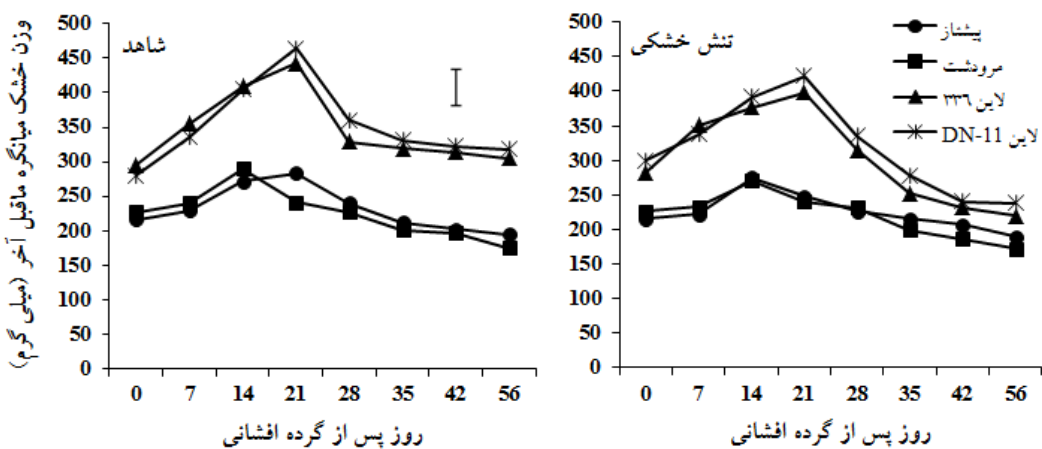 وزن خشک میانگره ماقبل آخر (میلی گرم)
شاهد
500
450
400
350
300
250
200
150
100
50
0
0 7 14 21 28 35 42 56
روز پس از گرده افشانی
تنش خشکی
پیشتاز
مرودشت
لاین ۳۳٦
لاین DN-11
500
400
350
300
250
200
150
100
50
0
0 7 14 21 28 35 42 56
روز پس از گرده افشانی